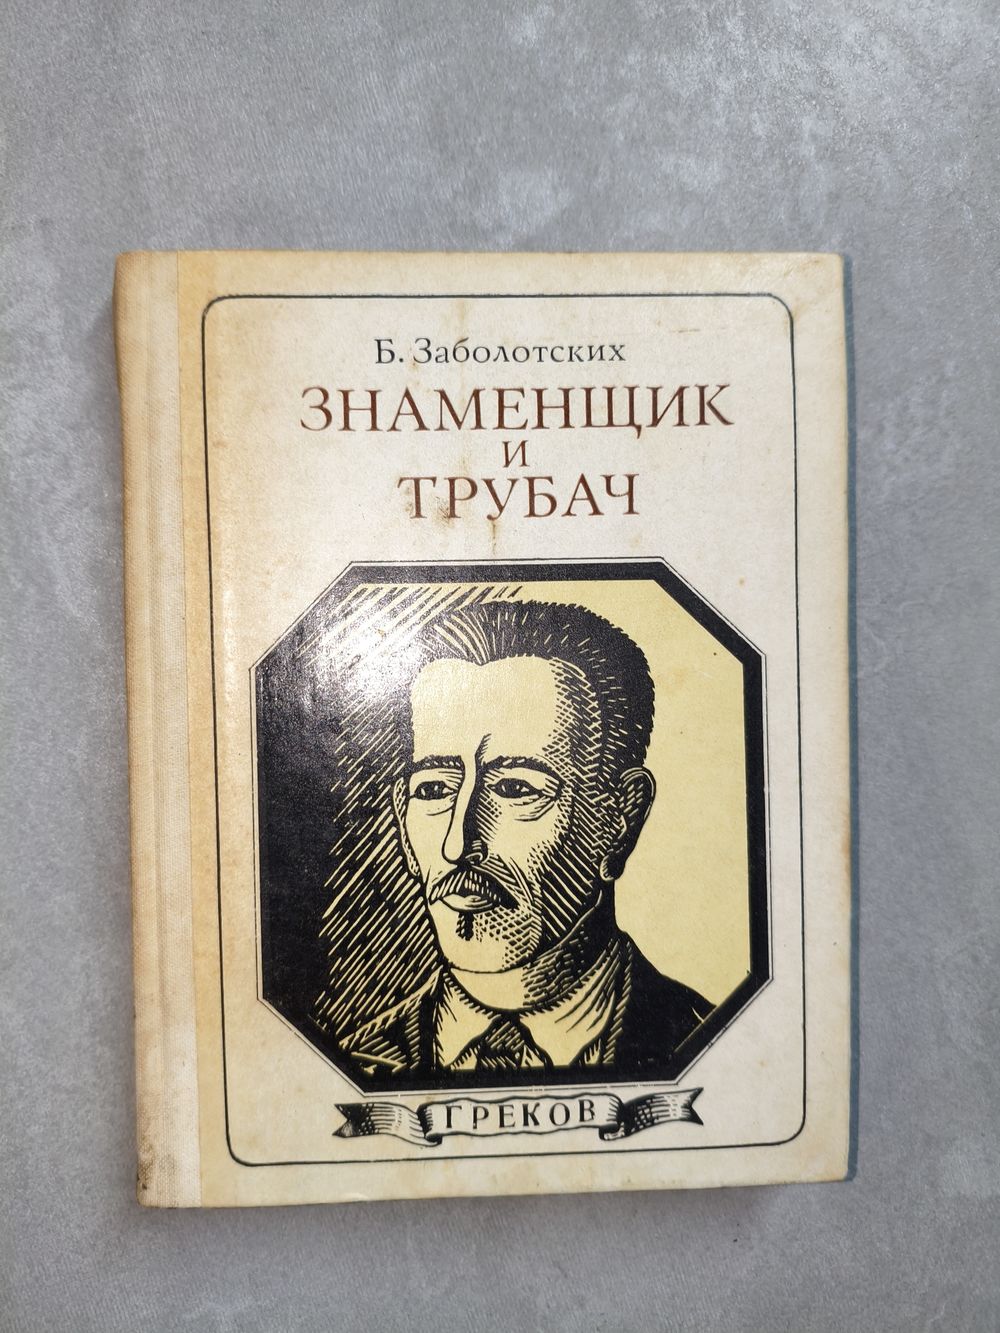 Б. Заболотских
ЗНАМЕНЩИК
И
ТРУБАЧ
ГРЕКОВ